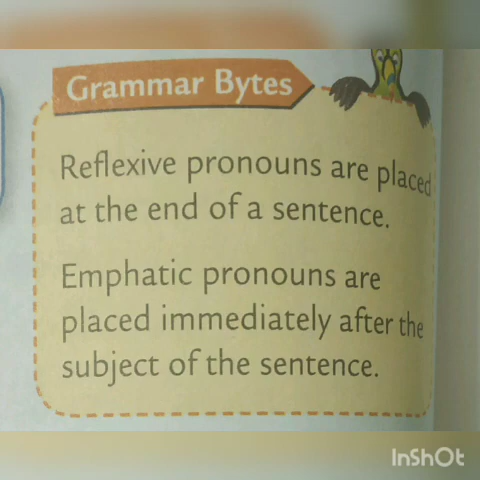 Grammar Bytes
Reflexive pronouns are placed
at the end of a sentence.
Emphatic pronouns are
placed immediately after the
subject of the sentence.
InShOt